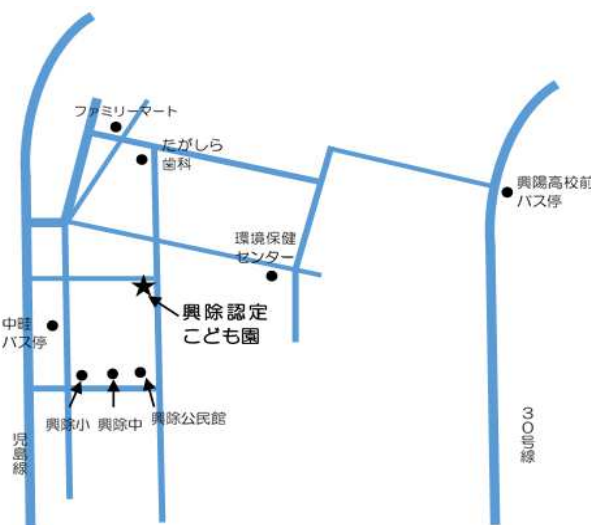 ファミリーマート
たがしら
歯科
興陽高校前
バス停
環境保健
センター
興除認定
こども園
中畦
バス停
興除小
興除中
興除公民館
児島線
30号線